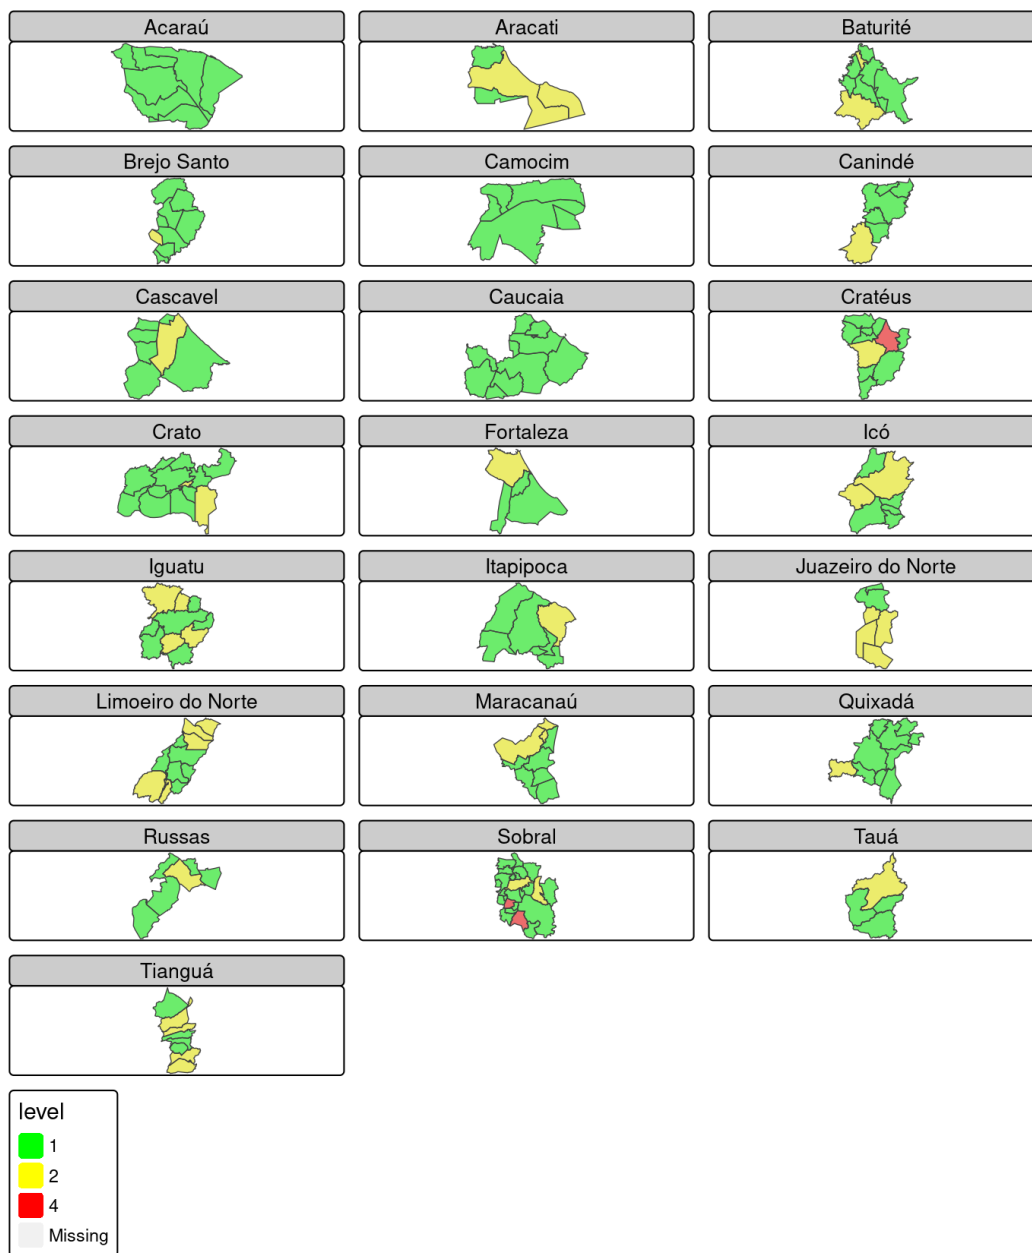 Acaraú
Aracati
Baturité
Brejo Santo
Camocim
Canindé
Cascavel
Caucaia
Cratéus
Crato
Fortaleza
Icó
Iguatu
Itapipoca
Juazeiro do Norte
Limoeiro do Norte
Maracanaú
Quixadá
Russas
Sobral
Tauá
Tianguá
level
1
2
4
Missing